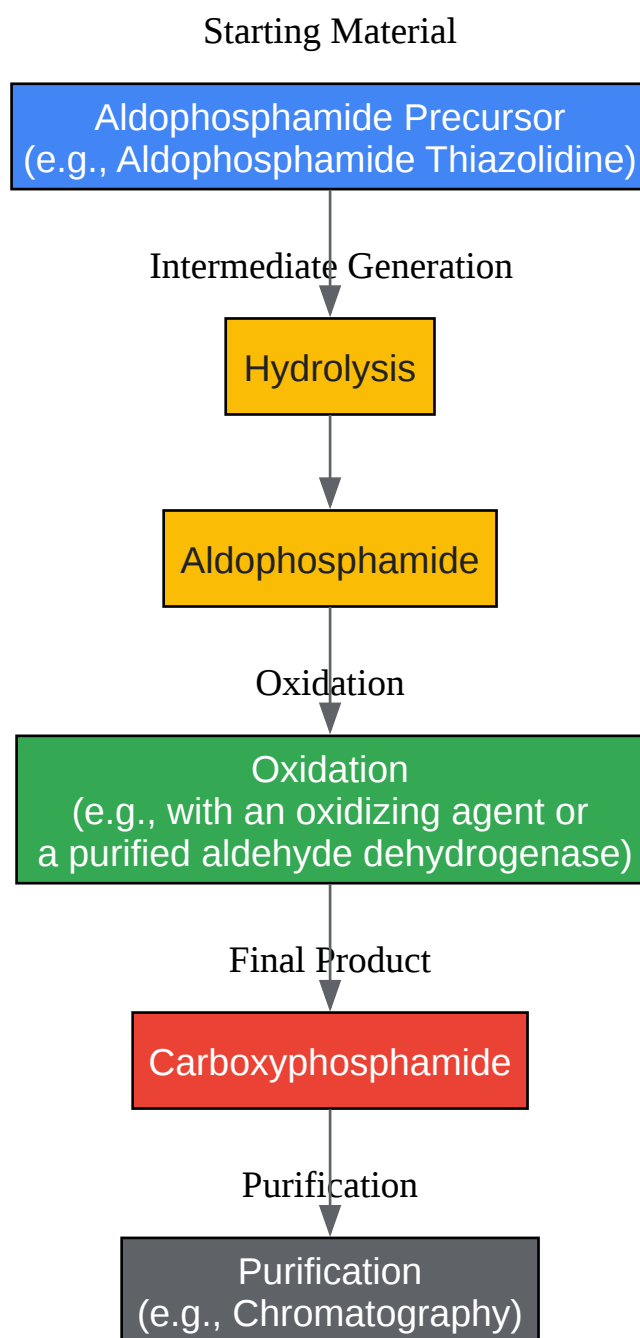 Starting Material
Aldophosphamide Precursor
(e.g., Aldophosphamide Thiazolidine)
Intermediate Generation
Hydrolysis
Aldophosphamide
Oxidation
Oxidation
(e.g., with an oxidizing agent or
a purified aldehyde dehydrogenase)
Final Product
Carboxyphosphamide
Purification
Purification
(e.g., Chromatography)